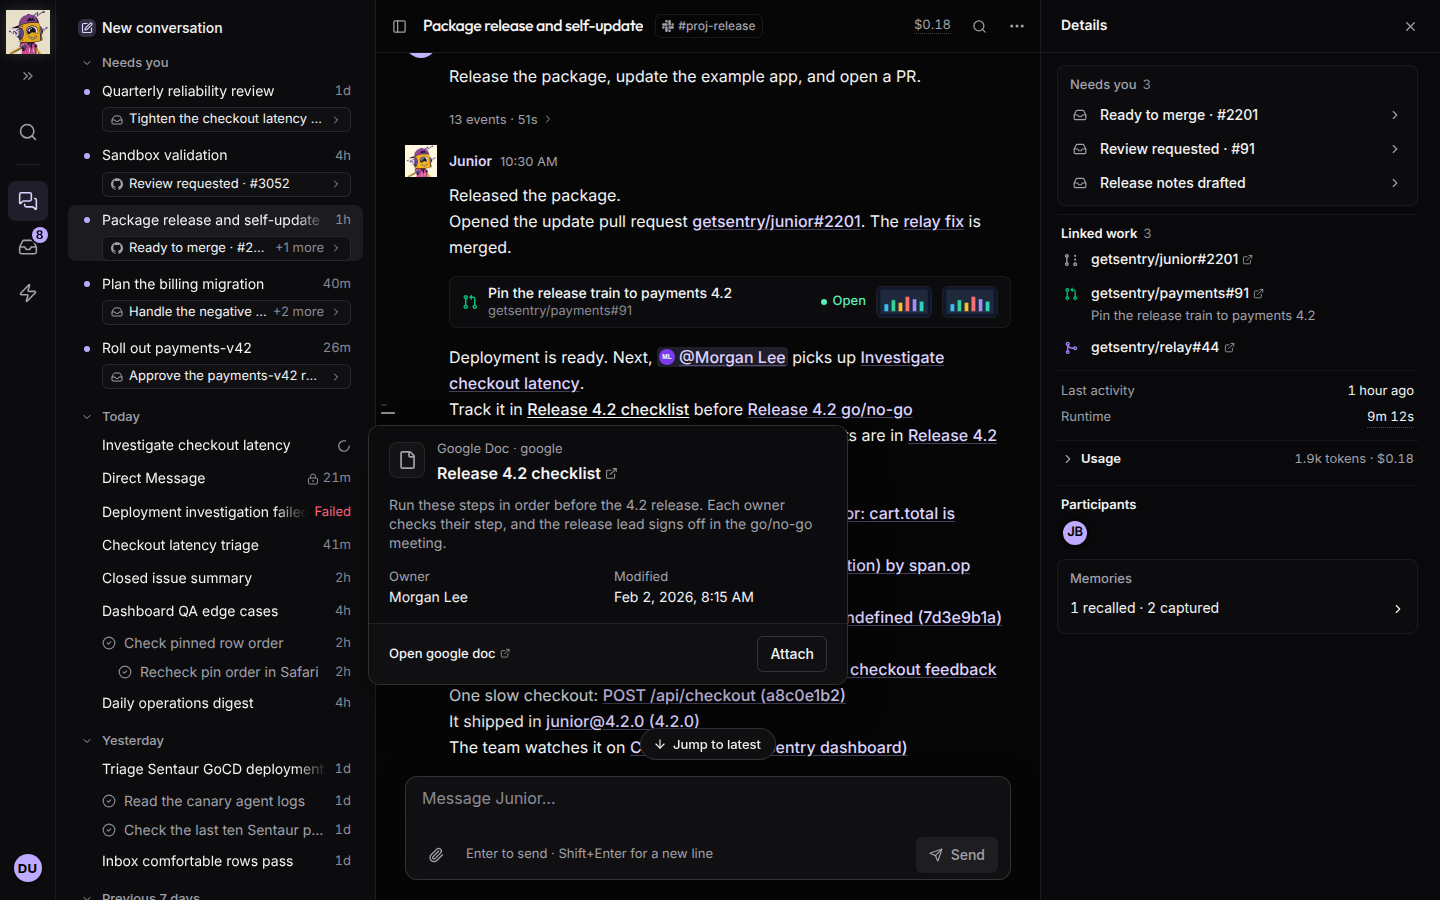 New conversation
Needs you
Quarterly reliability review 1d
Tighten the checkout latency ...
Sandbox validation 4h
Review requested · #3052
Package release and self-update 1h
Ready to merge · #2... +1 more
Plan the billing migration 40m
Handle the negative ... +2 more
Roll out payments-v42 26m
Approve the payments-v42 r...
Today
Investigate checkout latency
Direct Message 21m
Deployment investigation failed Failed
Checkout latency triage 41m
Closed issue summary 2h
Dashboard QA edge cases 4h
Check pinned row order 2h
Recheck pin order in Safari 2h
Daily operations digest 4h
Yesterday
Triage Sentaur GoCD deployment 1d
Read the canary agent logs 1d
Check the last ten Sentaur p... 1d
Inbox comfortable rows pass 1d
Previous 7 days
8
DU
Package release and self-update
#proj-release
$0.18
Release the package, update the example app, and open a PR.
13 events · 51s
Junior 10:30 AM
Released the package.
Opened the update pull request getsentry/junior#2201. The relay fix is
merged.
Pin the release train to payments 4.2
getsentry/payments#91
Open
Deployment is ready. Next, ML @Morgan Lee picks up Investigate
checkout latency.
Track it in Release 4.2 checklist before Release 4.2 go/no-go
s are in Release 4.2
or: cart.total is
tion) by span.op
ndefined (7d3e9b1a)
checkout feedback
Google Doc · google
Release 4.2 checklist
Run these steps in order before the 4.2 release. Each owner
checks their step, and the release lead signs off in the go/no-go
meeting.
Owner Modified
Morgan Lee Feb 2, 2026, 8:15 AM
Open google doc
Attach
One slow checkout: POST /api/checkout (a8c0e1b2)
It shipped in junior@4.2.0 (4.2.0)
The team watches it on C entry dashboard)
Jump to latest
Message Junior...
Enter to send · Shift+Enter for a new line
Send
Details
Needs you 3
Ready to merge · #2201
Review requested · #91
Release notes drafted
Linked work 3
getsentry/junior#2201
getsentry/payments#91
Pin the release train to payments 4.2
getsentry/relay#44
Last activity 1 hour ago
Runtime 9m 12s
Usage 1.9k tokens · $0.18
Participants
JB
Memories
1 recalled · 2 captured